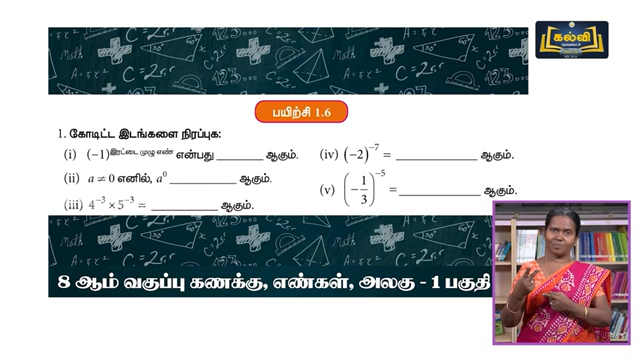 கல்வி
பயிற்சி 1.6
1. கோடிட்ட இடங்களை நிரப்புக:
(i) (−1)^இரட்டை முழு எண் என்பது ________ ஆகும்.
(ii) a ≠ 0 எனில், a^0 ____________ ஆகும்.
(iii) 4^−3 × 5^−3 = ____________ ஆகும்.
(iv) (−2)^−7 = ______________ ஆகும்.
(v) (−1/3)^−5 = ______________ ஆகும்.
8 ஆம் வகுப்பு கணக்கு, எண்கள், அலகு - 1 பகுதி